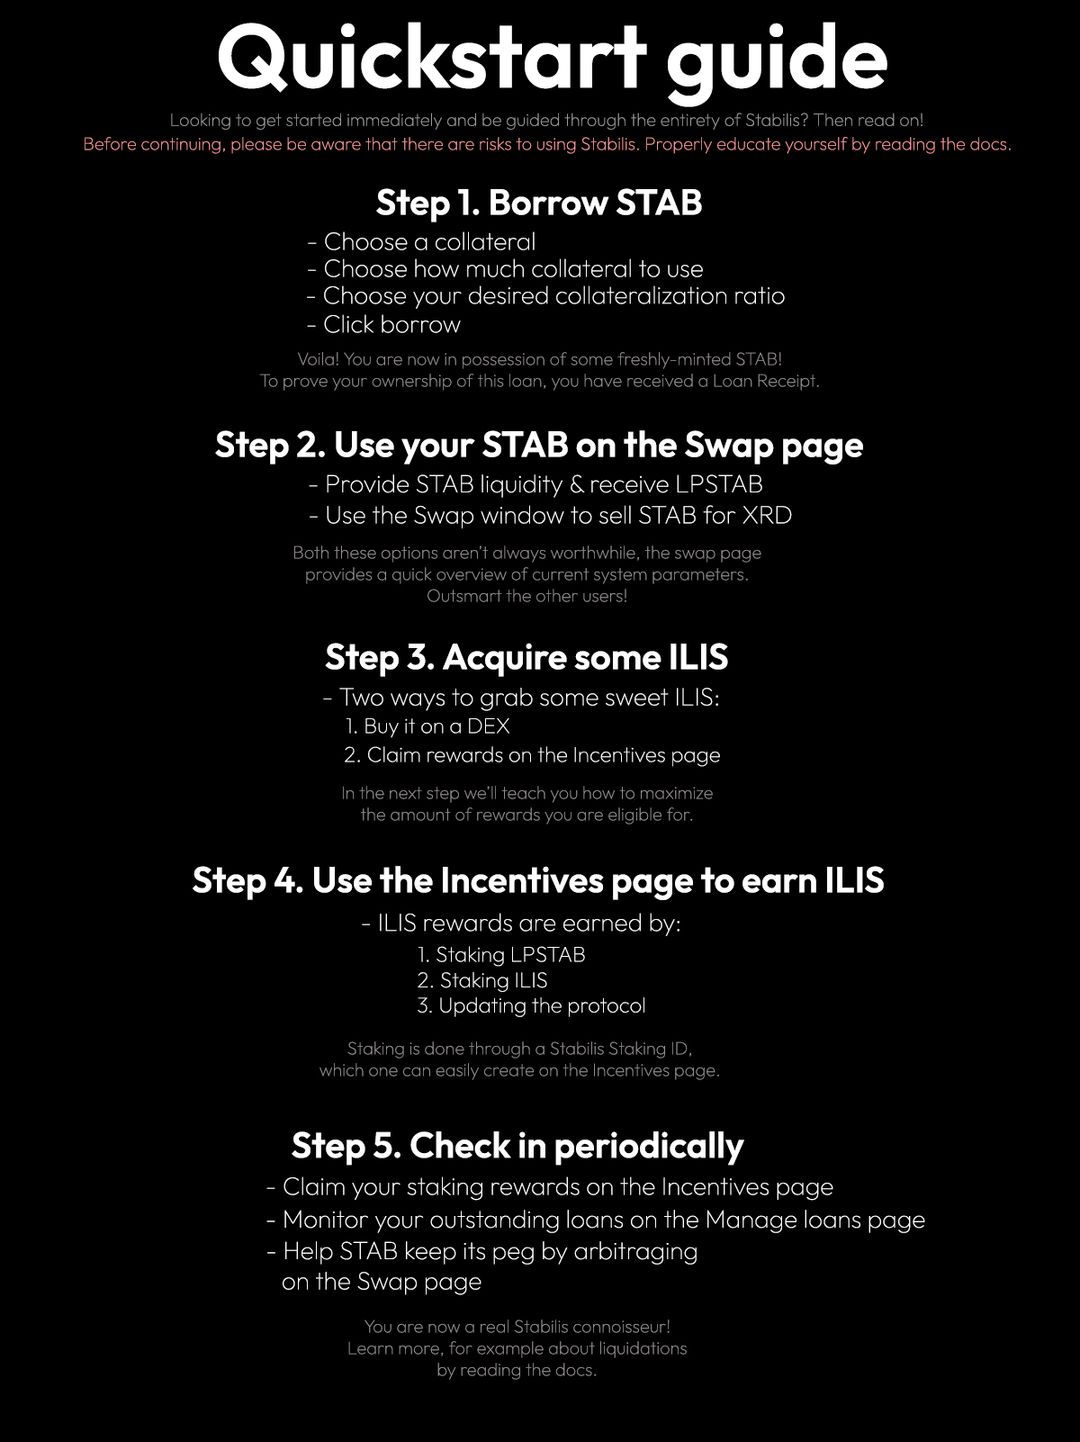 Quickstart guide
Looking to get started immediately and be guided through the entirety of Stabilis? Then read on!
Before continuing, please be aware that there are risks to using Stabilis. Properly educate yourself by reading the docs.
Step 1. Borrow STAB
- Choose a collateral
- Choose how much collateral to use
- Choose your desired collateralization ratio
- Click borrow
Voila! You are now in possession of some freshly-minted STAB!
To prove your ownership of this loan, you have received a Loan Receipt.
Step 2. Use your STAB on the Swap page
- Provide STAB liquidity & receive LPSTAB
- Use the Swap window to sell STAB for XRD
Both these options aren't always worthwhile, the swap page
provides a quick overview of current system parameters.
Outsmart the other users!
Step 3. Acquire some ILIS
- Two ways to grab some sweet ILIS:
1. Buy it on a DEX
2. Claim rewards on the Incentives page
In the next step we'll teach you how to maximize
the amount of rewards you are eligible for.
Step 4. Use the Incentives page to earn ILIS
- ILIS rewards are earned by:
1. Staking LPSTAB
2. Staking ILIS
3. Updating the protocol
Staking is done through a Stabilis Staking ID,
which one can easily create on the Incentives page.
Step 5. Check in periodically
- Claim your staking rewards on the Incentives page
- Monitor your outstanding loans on the Manage loans page
- Help STAB keep its peg by arbitraging
on the Swap page
You are now a real Stabilis connoisseur!
Learn more, for example about liquidations
by reading the docs.